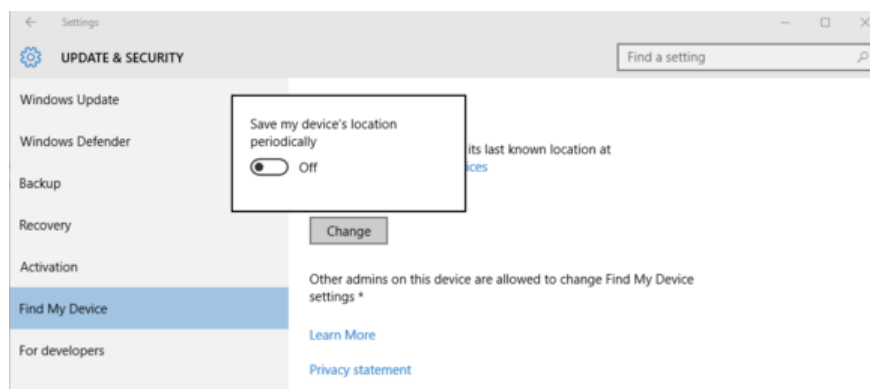 Settings
UPDATE & SECURITY
Find a setting
Windows Update
Windows Defender
Backup
Recovery
Activation
Find My Device
For developers
Save my device's location
periodically
Off
its last known location at
ices
Change
Other admins on this device are allowed to change Find My Device
settings *
Learn More
Privacy statement